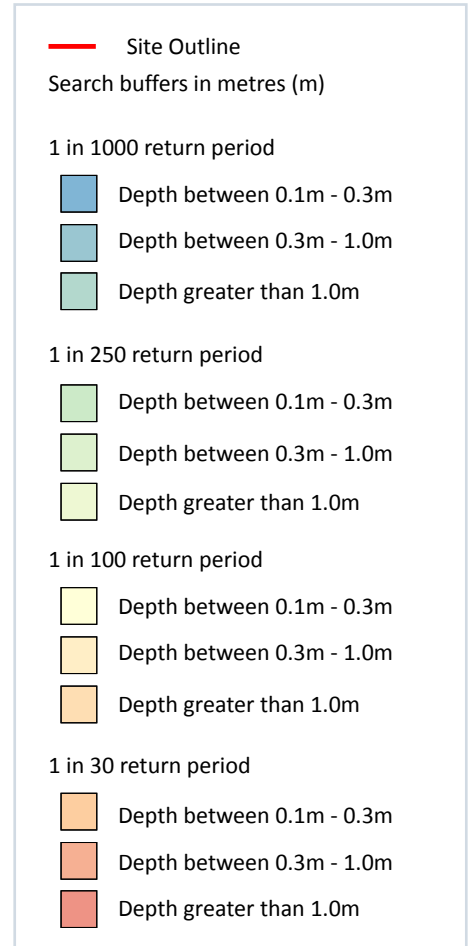 Site Outline
Search buffers in metres (m)
1 in 1000 return period
Depth between 0.1m - 0.3m
Depth between 0.3m - 1.0m
Depth greater than 1.0m
1 in 250 return period
Depth between 0.1m - 0.3m
Depth between 0.3m - 1.0m
Depth greater than 1.0m
1 in 100 return period
Depth between 0.1m - 0.3m
Depth between 0.3m - 1.0m
Depth greater than 1.0m
1 in 30 return period
Depth between 0.1m - 0.3m
Depth between 0.3m - 1.0m
Depth greater than 1.0m